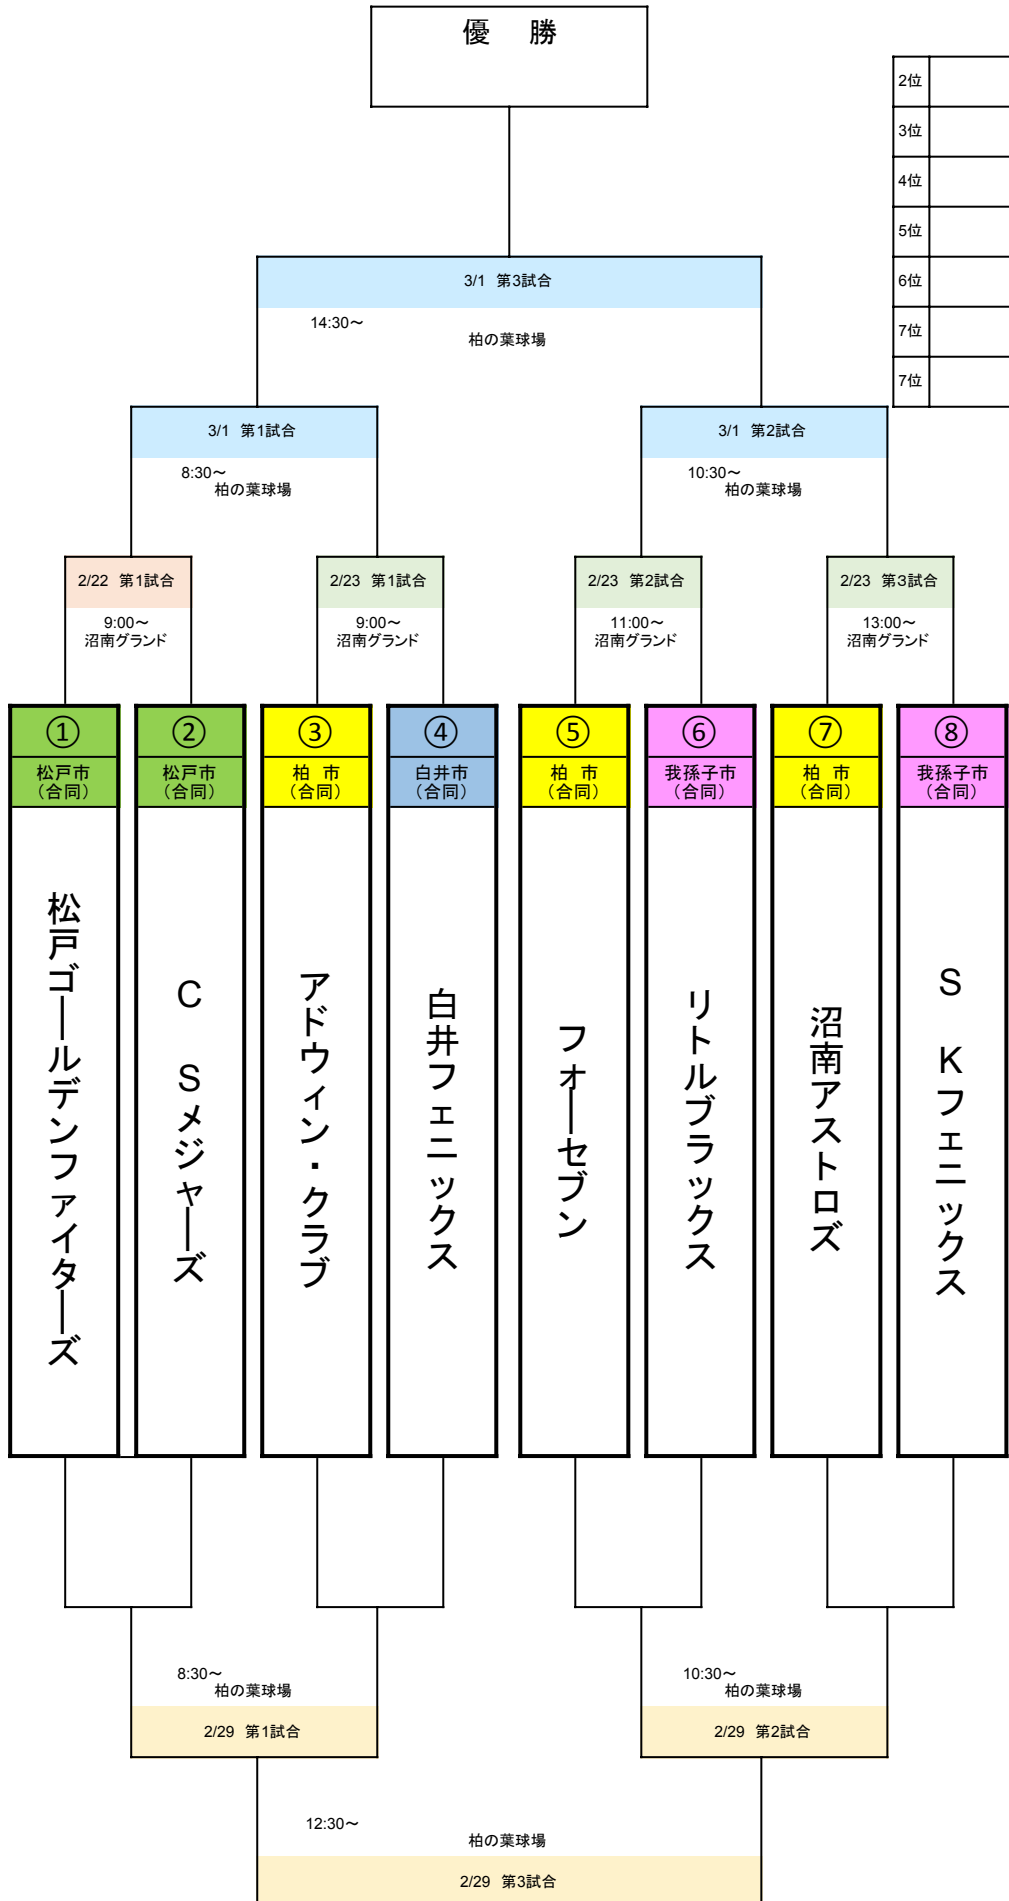 優　勝
2位
3位
4位
5位
6位
7位
7位
3/1 第3試合
14:30～
柏の葉球場
3/1 第1試合
3/1 第2試合
8:30～
柏の葉球場
10:30～
柏の葉球場
2/22 第1試合
2/23 第1試合
2/23 第2試合
2/23 第3試合
9:00～
沼南グランド
9:00～
沼南グランド
11:00～
沼南グランド
13:00～
沼南グランド
①
②
③
④
⑤
⑥
⑦
⑧
松戸市
（合同）
松戸市
（合同）
柏 市
（合同）
白井市
（合同）
柏 市
（合同）
我孫子市
（合同）
柏 市
（合同）
我孫子市
（合同）
松戸ゴールデンファイターズ
C Sメジャーズ
アドウィン・クラブ
白井フェニックス
フォーセブン
リトルブラックス
沼南アストロズ
S Kフェニックス
8:30～
柏の葉球場
10:30～
柏の葉球場
2/29 第1試合
2/29 第2試合
12:30～
柏の葉球場
2/29 第3試合